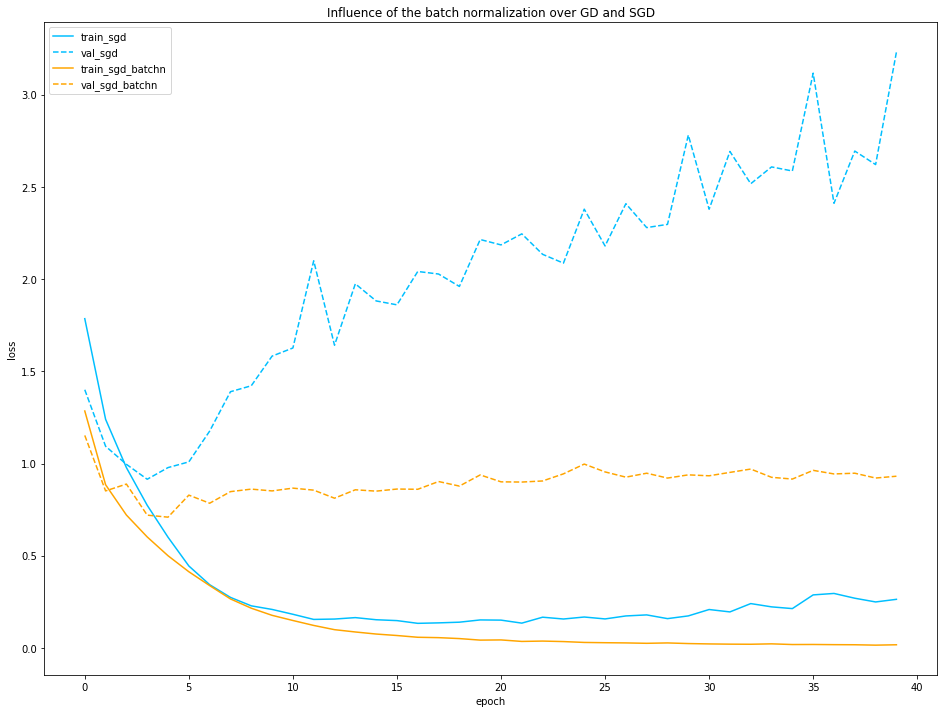 Influence of the batch normalization over GD and SGD
train_sgd
val_sgd
train_sgd_batchn
val_sgd_batchn
loss
3.0
2.5
2.0
1.5
1.0
0.5
0.0
0 5 10 15 20 25 30 35 40
epoch